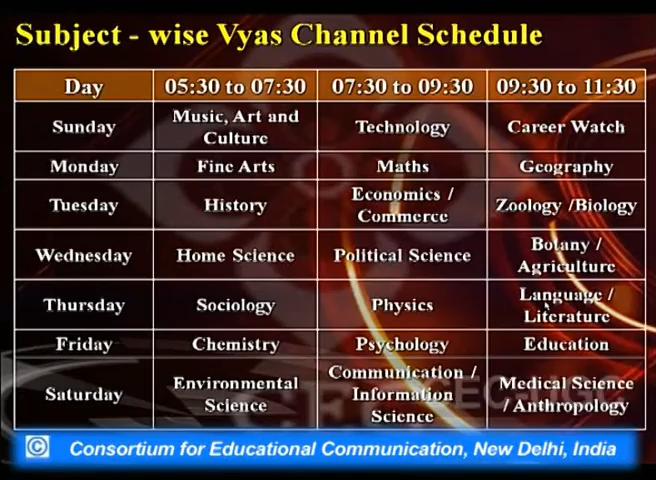 Subject - wise Vyas Channel Schedule
Day 05:30 to 07:30 07:30 to 09:30 09:30 to 11:30
Sunday Music, Art and Culture Technology Career Watch
Monday Fine Arts Maths Geography
Tuesday History Economics / Commerce Zoology /Biology
Wednesday Home Science Political Science Botany / Agriculture
Thursday Sociology Physics Language / Literature
Friday Chemistry Psychology Education
Saturday Environmental Science Communication / Information Science Medical Science / Anthropology
© Consortium for Educational Communication, New Delhi, India